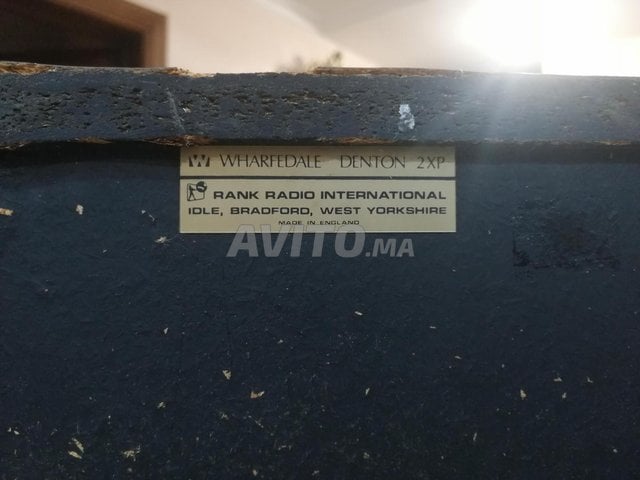 W WHARFEDALE DENTON 2XP
RANK RADIO INTERNATIONAL
IDLE, BRADFORD, WEST YORKSHIRE
MADE IN ENGLAND
AVITO.MA